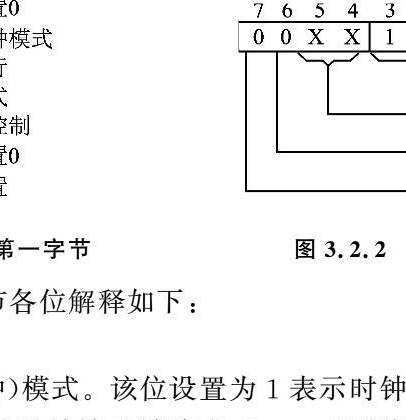 置0
7 6 5 4 3
钟模式
0 0 X X 1
行
式
控制
置0
置
第一字节
图 3.2.2
节各位解释如下：
)模式。该位设置为 1 表示时钟